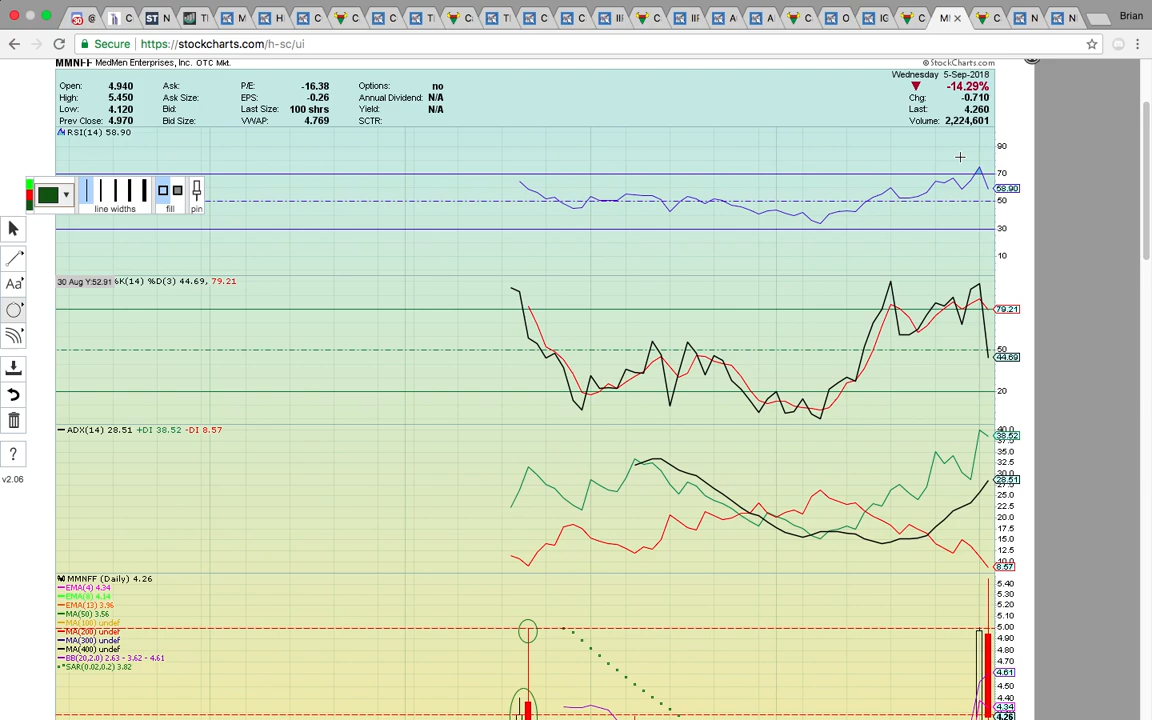 30 @ C ST N TI M H C C C T C T C C II C III A A C O IG C M × C N N Brian
Secure https://stockcharts.com/h-sc/ui
MMNFF MedMen Enterprises, Inc. OTC Mkt. © StockCharts.com
Wednesday 5-Sep-2018
Open: 4.940 Ask: P/E: -16.38 Options: no -14.29%
High: 5.450 Ask Size: EPS: -0.26 Annual Dividend: N/A Chg: -0.710
Low: 4.120 Bid: Last Size: 100 shrs Yield: N/A Last: 4.260
Prev Close: 4.970 Bid Size: VWAP: 4.769 SCTR: Volume: 2,224,601
RSI(14) 58.90
90
70
58.90
50
30
10
line widths fill pin
Aa
?
v2.06
30 Aug Y:52.91 %K(14) %D(3) 44.69, 79.21
79.21
50
44.69
20
ADX(14) 28.51 +DI 38.52 -DI 8.57
40.0
38.52
35.0
32.5
30.0
28.51
25.0
22.5
20.0
17.5
15.0
12.5
10.0
8.57
MMNFF (Daily) 4.26
EMA(4) 4.34
EMA(8) 4.14
EMA(13) 3.96
MA(50) 3.56
MA(100) undef
MA(200) undef
MA(300) undef
MA(400) undef
BB(20,2.0) 2.63 - 3.62 - 4.61
SAR(0.02,0.2) 3.82
5.40
5.30
5.20
5.10
5.00
4.90
4.80
4.70
4.61
4.50
4.40
4.34
4.26